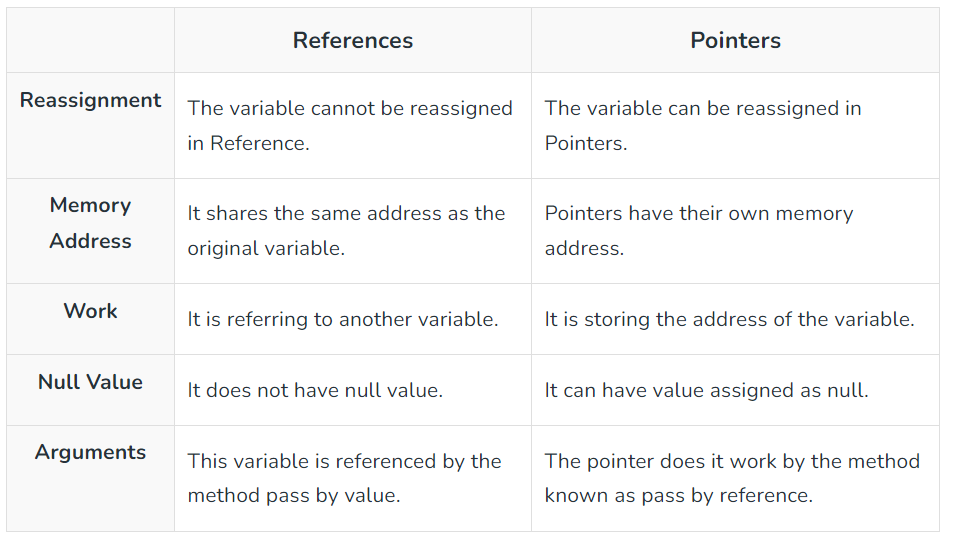 References
Pointers
Reassignment
The variable cannot be reassigned
in Reference.
The variable can be reassigned in
Pointers.
Memory
Address
It shares the same address as the
original variable.
Pointers have their own memory
address.
Work
It is referring to another variable.
It is storing the address of the variable.
Null Value
It does not have null value.
It can have value assigned as null.
Arguments
This variable is referenced by the
method pass by value.
The pointer does it work by the method
known as pass by reference.